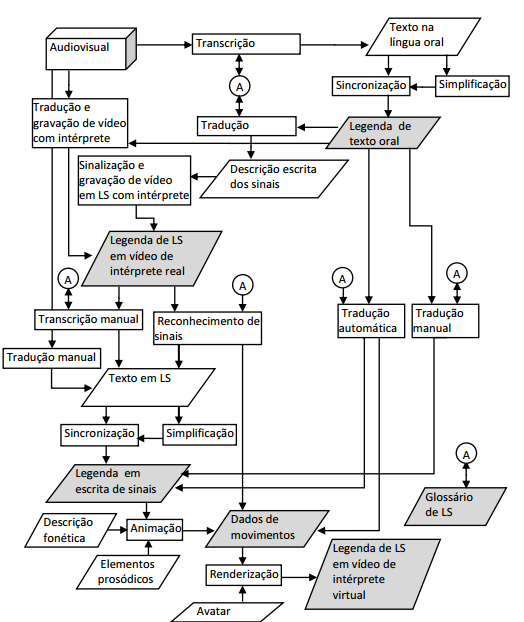 Audiovisual
Transcrição
Texto na
língua oral
A
Sincronização
Simplificação
Tradução e
gravação de vídeo
com intérprete
Tradução
Legenda de
texto oral
Sinalização e
gravação de vídeo
em LS com intérprete
Descrição escrita
dos sinais
Legenda de LS
em vídeo de
intérprete real
A
A
A
A
Transcrição manual
Reconhecimento de
sinais
Tradução
automática
Tradução
manual
Tradução manual
Texto em LS
Sincronização
Simplificação
A
Legenda em
escrita de sinais
Glossário
de LS
Descrição
fonética
Animação
Dados de
movimentos
Elementos
prosódicos
Renderização
Legenda de LS
em vídeo de
intérprete
virtual
Avatar